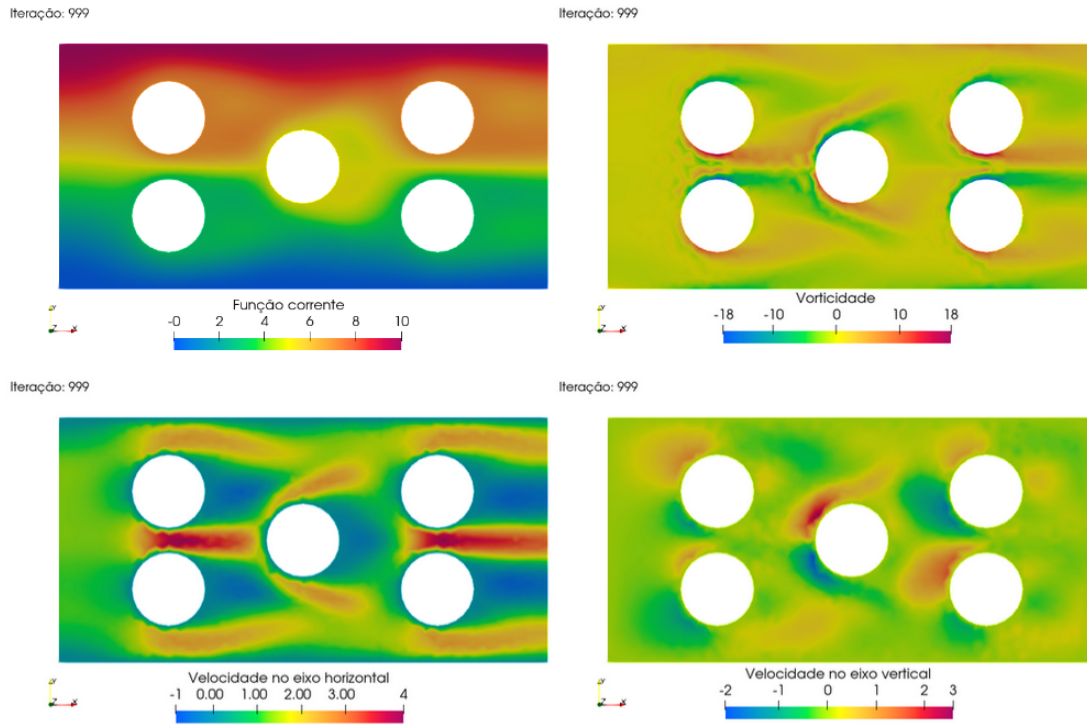 Iteração: 999
Iteração: 999
Função corrente
-0 2 4 6 8 10
Vorticidade
-18 -10 0 10 18
Iteração: 999
Iteração: 999
Velocidade no eixo horizontal
-1 0.00 1.00 2.00 3.00 4
Velocidade no eixo vertical
-2 -1 0 1 2 3